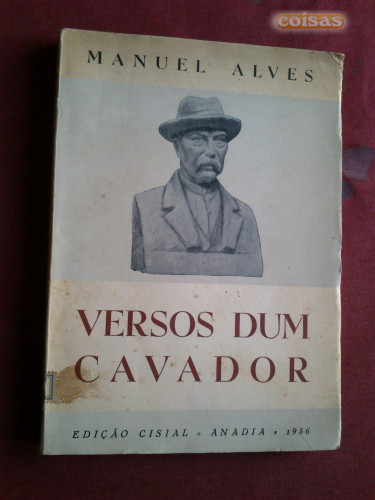 coisas
MANUEL ALVES
VERSOS DUM
CAVADOR
EDIÇÃO CISIAL • ANADIA • 1956